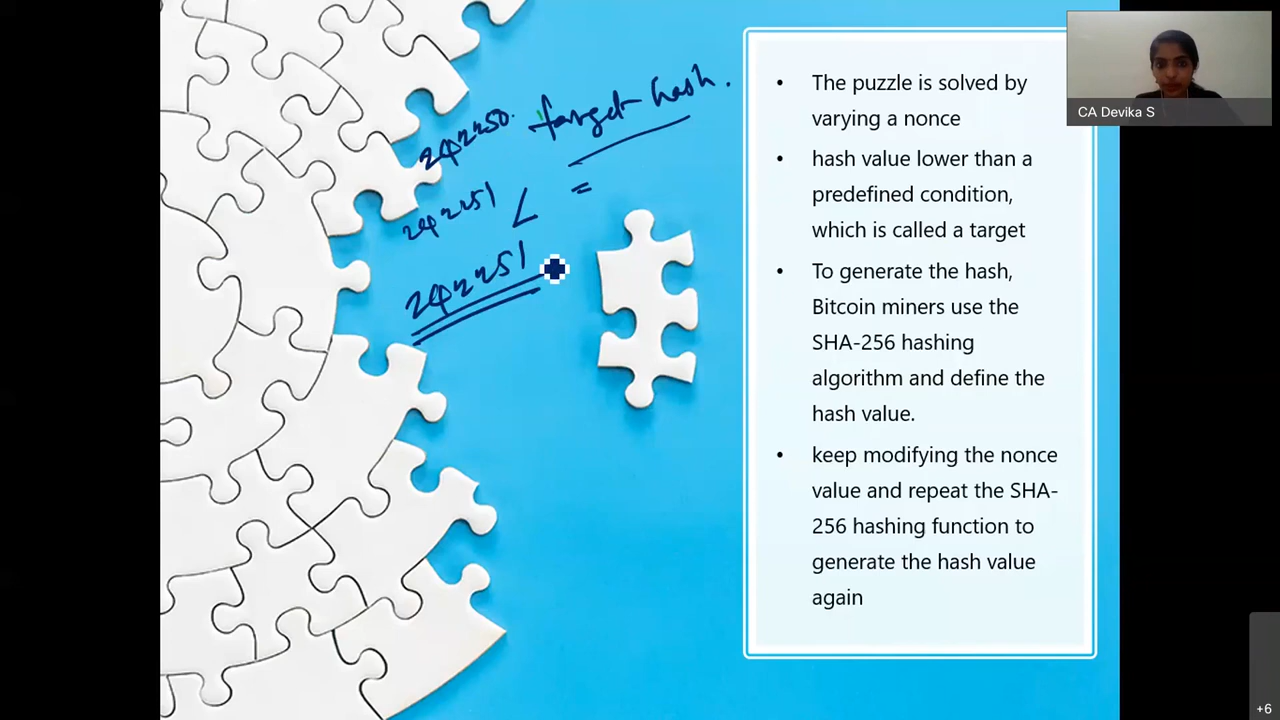 242250. target hash.
242251 <
=
242251
• The puzzle is solved by
varying a nonce
• hash value lower than a
predefined condition,
which is called a target
• To generate the hash,
Bitcoin miners use the
SHA-256 hashing
algorithm and define the
hash value.
• keep modifying the nonce
value and repeat the SHA-
256 hashing function to
generate the hash value
again
CA Devika S
+6